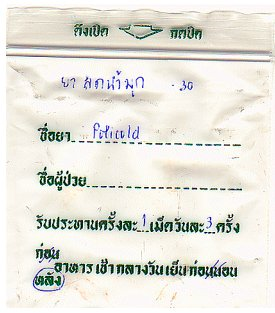 ดึงเปิด กดปิด
ยา ลดน้ำมูก .30
ชื่อยา Policold
ชื่อผู้ป่วย
รับประทานครั้งละ 1 เม็ดวันละ 3 ครั้ง
ก่อน
อาหาร เช้า กลางวัน เย็น ก่อนนอน
หลัง